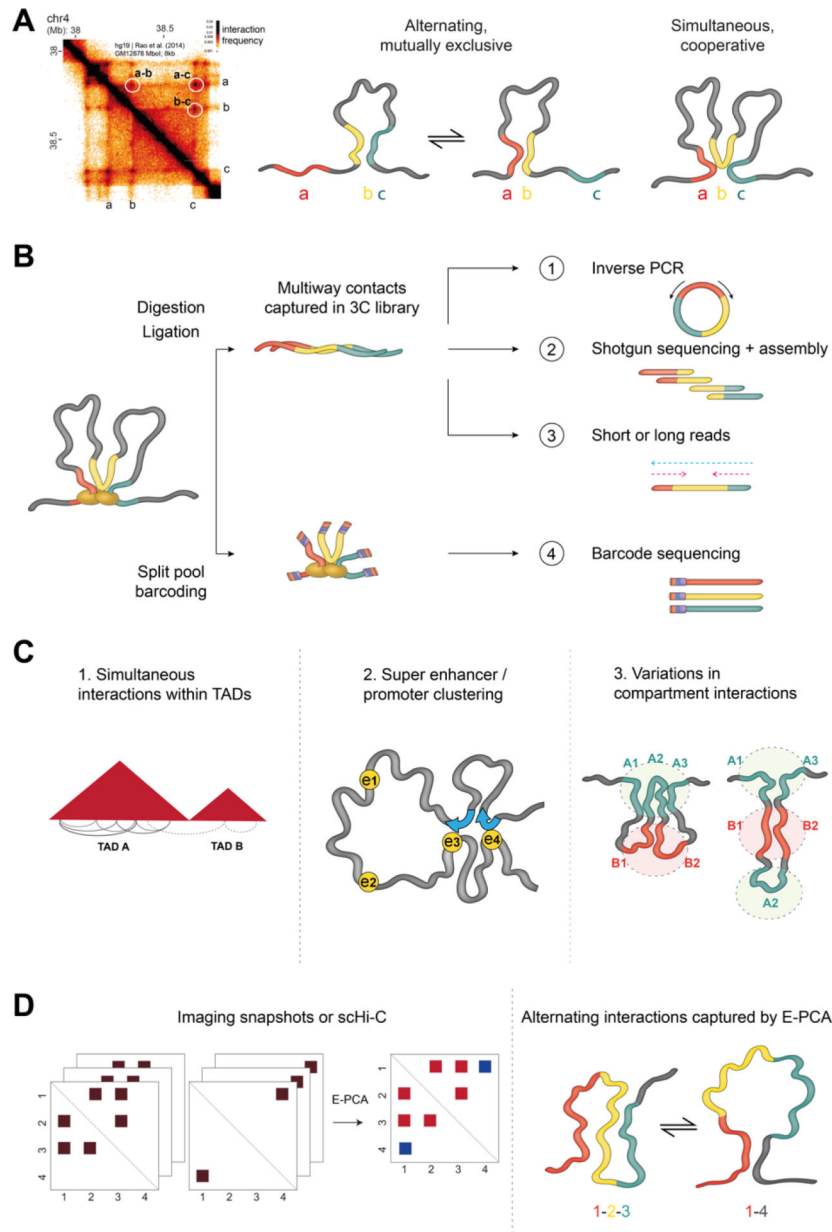 A
chr4
(Mb:) 38
38.5
hg19 | Rao et al. (2014)
GM12878 MboI; 8kb
interaction
frequency
38
a-b
a-c
b-c
a
b
38.5
c
a
b
c
Alternating,
mutually exclusive
Simultaneous,
cooperative
a
b c
a b
c
a b c
B
Digestion
Ligation
Multiway contacts
captured in 3C library
1
Inverse PCR
2
Shotgun sequencing + assembly
3
Short or long reads
Split pool
barcoding
4
Barcode sequencing
C
1. Simultaneous
interactions within TADs
TAD A
TAD B
2. Super enhancer /
promoter clustering
e1
e2
e3
e4
3. Variations in
compartment interactions
A1 A2 A3
B1 B2
A1 A3
B1 B2
A2
D
Imaging snapshots or scHi-C
1
2
3
4
1 2 3 4
1 2 3 4
E-PCA
1
2
3
4
1 2 3 4
Alternating interactions captured by E-PCA
1-2-3
1-4